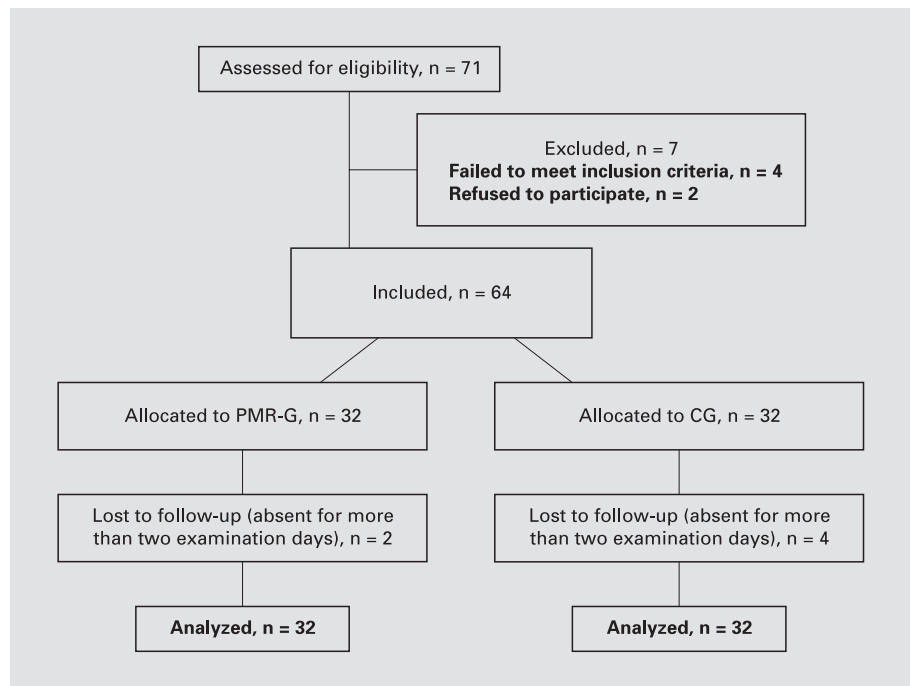 Assessed for eligibility, n = 71
Excluded, n = 7
Failed to meet inclusion criteria, n = 4
Refused to participate, n = 2
Included, n = 64
Allocated to PMR-G, n = 32
Allocated to CG, n = 32
Lost to follow-up (absent for more
than two examination days), n = 2
Lost to follow-up (absent for more
than two examination days), n = 4
Analyzed, n = 32
Analyzed, n = 32